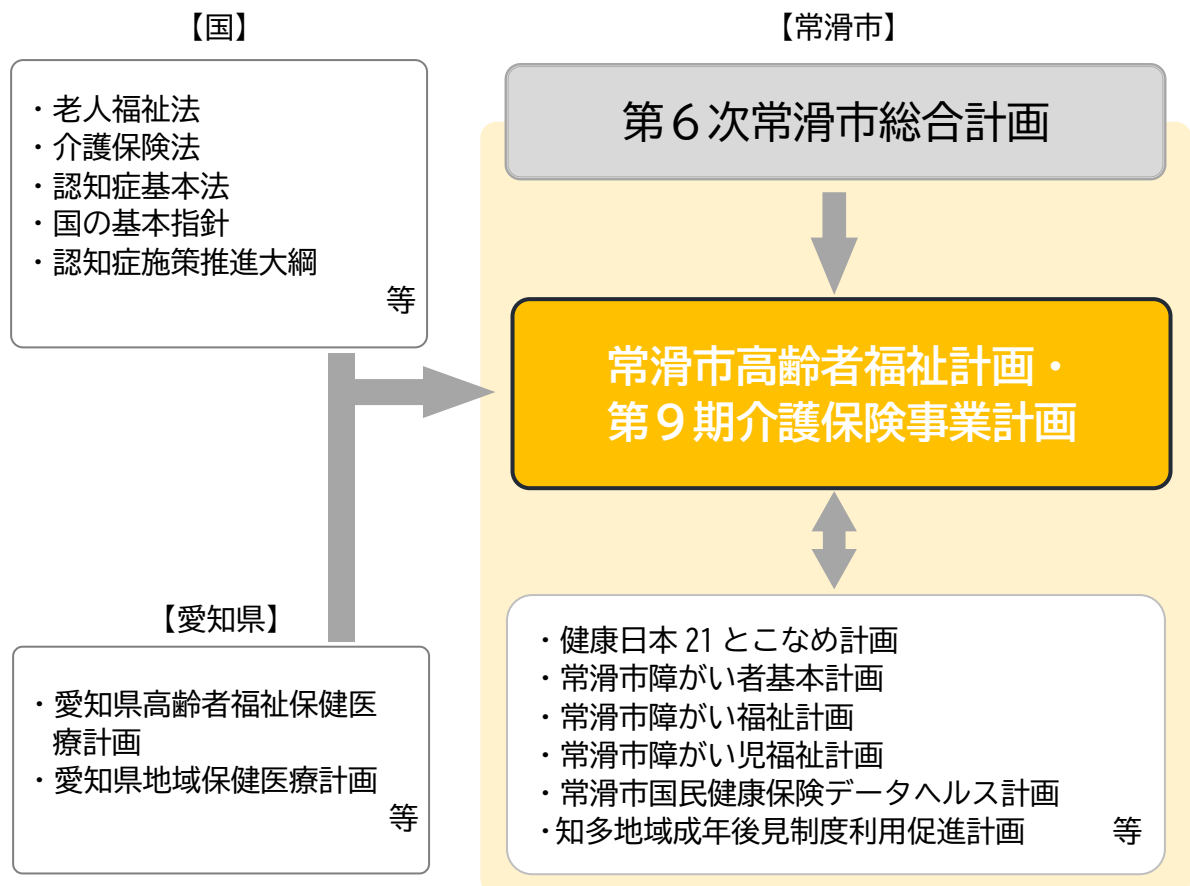 【国】
・老人福祉法
・介護保険法
・認知症基本法
・国の基本指針
・認知症施策推進大綱
等
【愛知県】
・愛知県高齢者福祉保健医
療計画
・愛知県地域保健医療計画
等
【常滑市】
第６次常滑市総合計画
常滑市高齢者福祉計画・
第９期介護保険事業計画
・健康日本 21 とこなめ計画
・常滑市障がい者基本計画
・常滑市障がい福祉計画
・常滑市障がい児福祉計画
・常滑市国民健康保険データヘルス計画
・知多地域成年後見制度利用促進計画 等